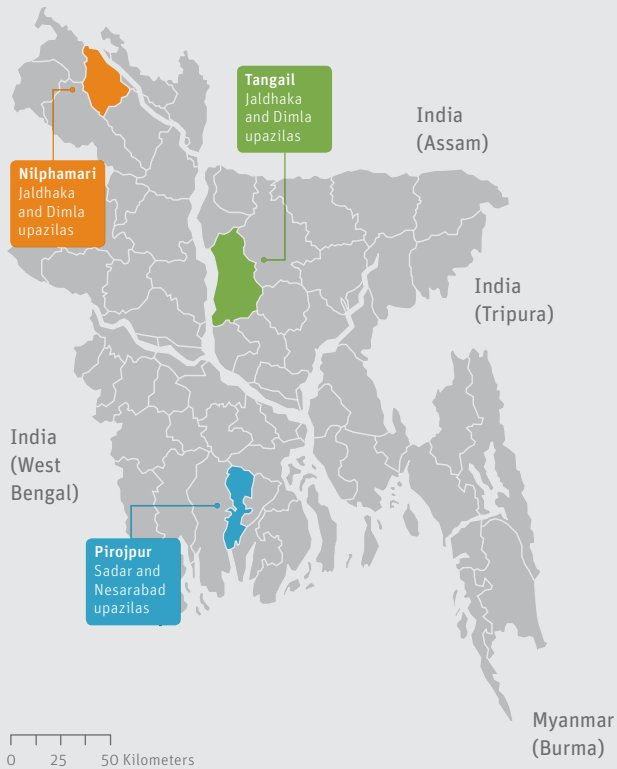 Tangail
Jaldhaka
and Dimla
upazilas
India
(Assam)
Nilphamari
Jaldhaka
and Dimla
upazilas
India
(Tripura)
India
(West
Bengal)
Pirojpur
Sadar and
Nesarabad
upazilas
Myanmar
(Burma)
0 25 50 Kilometers